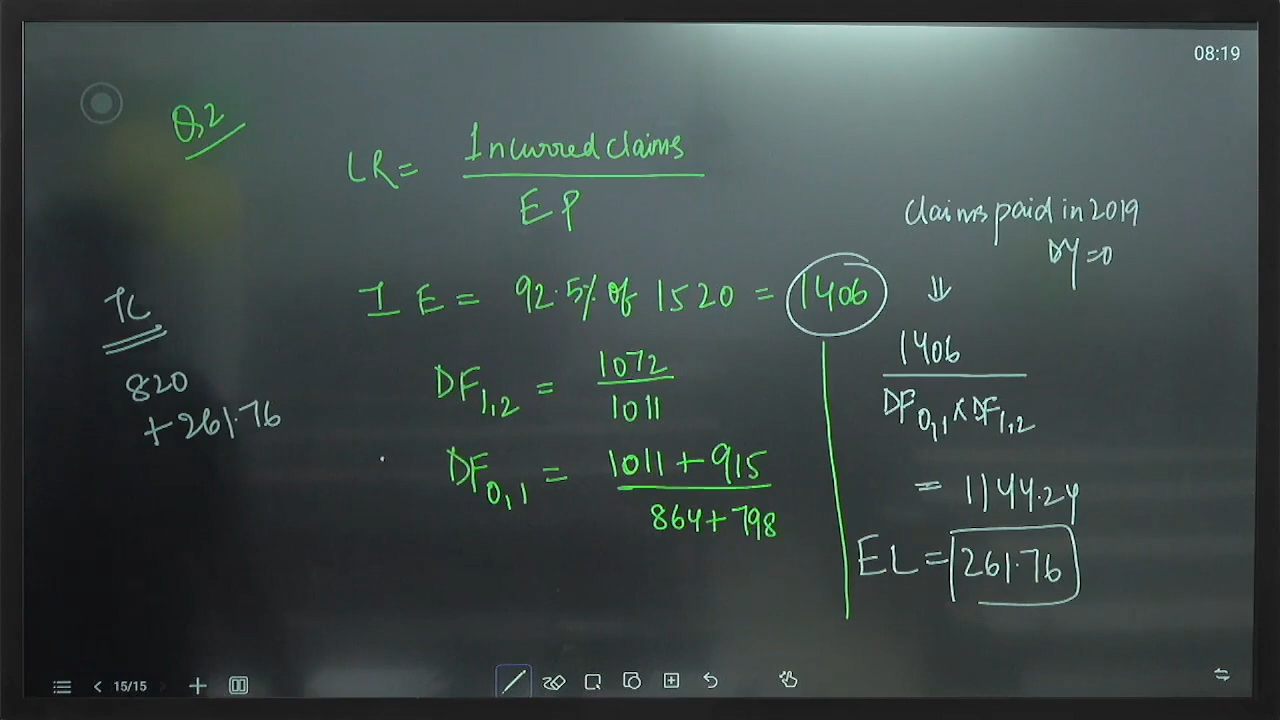 08:19
Q.2
LR = Incurred claims / EP
Claims paid in 2019
DY = 0
I E = 92.5% of 1520 = 1406
⇓
TC
1406 / DF0,1 × DF1,2
820
+ 261.76
DF1,2 = 1072 / 1011
DF0,1 = 1011 + 915 / 864 + 798
= 1144.24
EL = 261.76
15/15